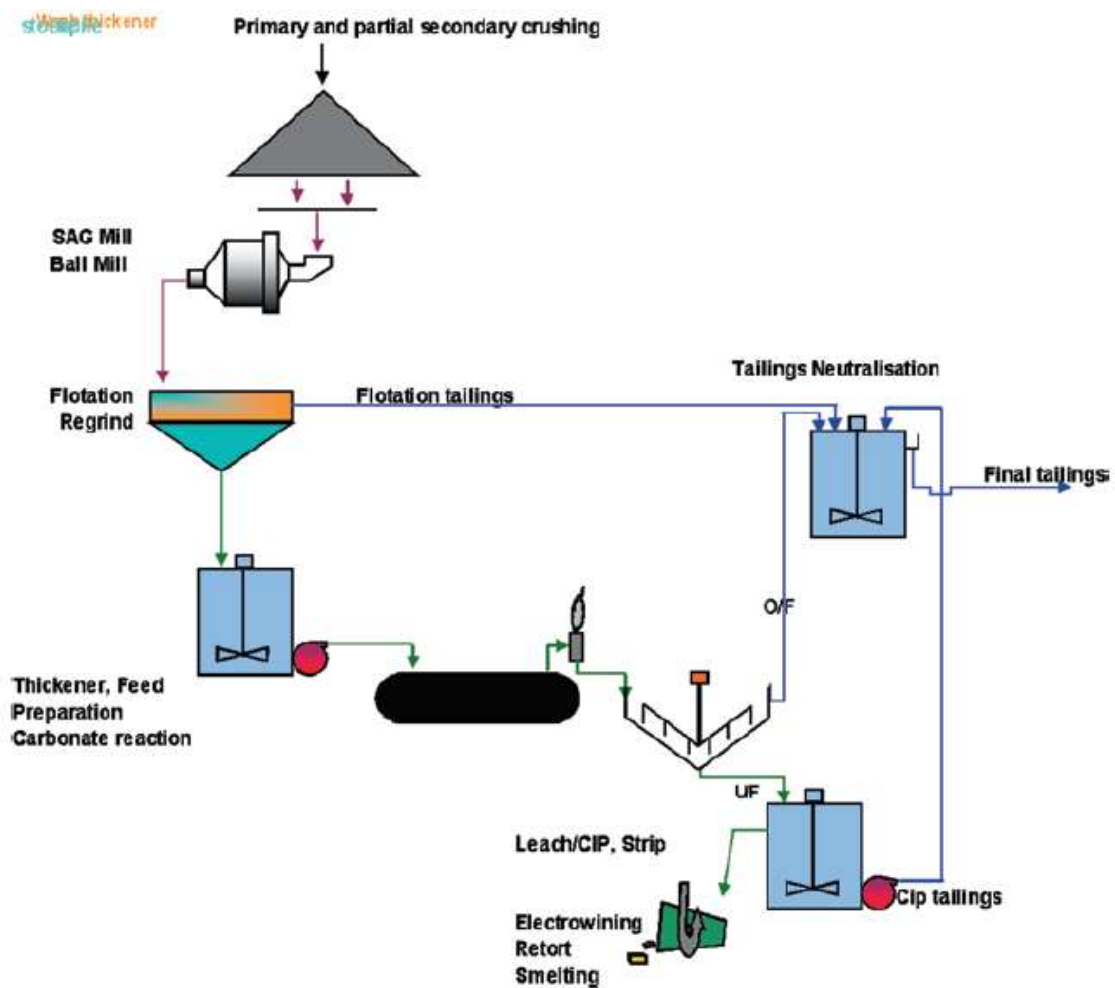 Primary and partial secondary crushing
SAG Mill
Ball Mill
Flotation
Regrind
Flotation tailings
Tailings Neutralisation
Final tailings
O/F
Thickener, Feed
Preparation
Carbonate reaction
UF
Leach/CIP, Strip
Cip tailings
Electrowining
Retort
Smelting